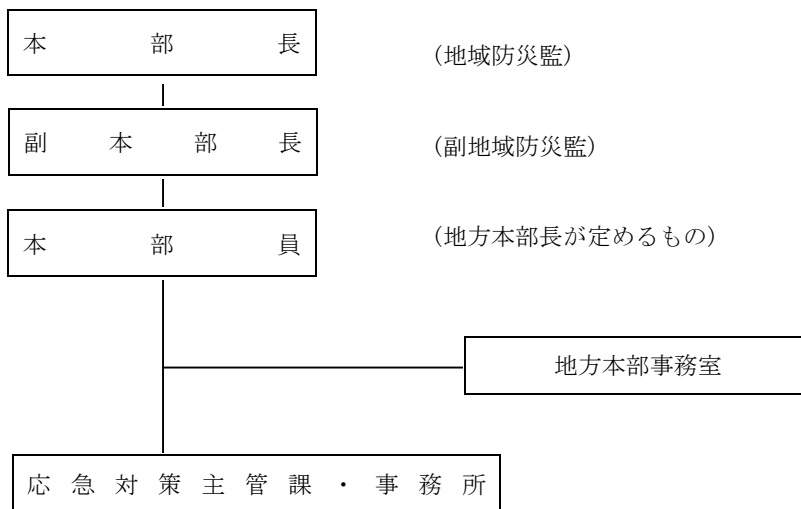 本部長
(地域防災監)
副本部長
(副地域防災監)
本部員
(地方本部長が定めるもの)
地方本部事務室
応急対策主管課・事務所